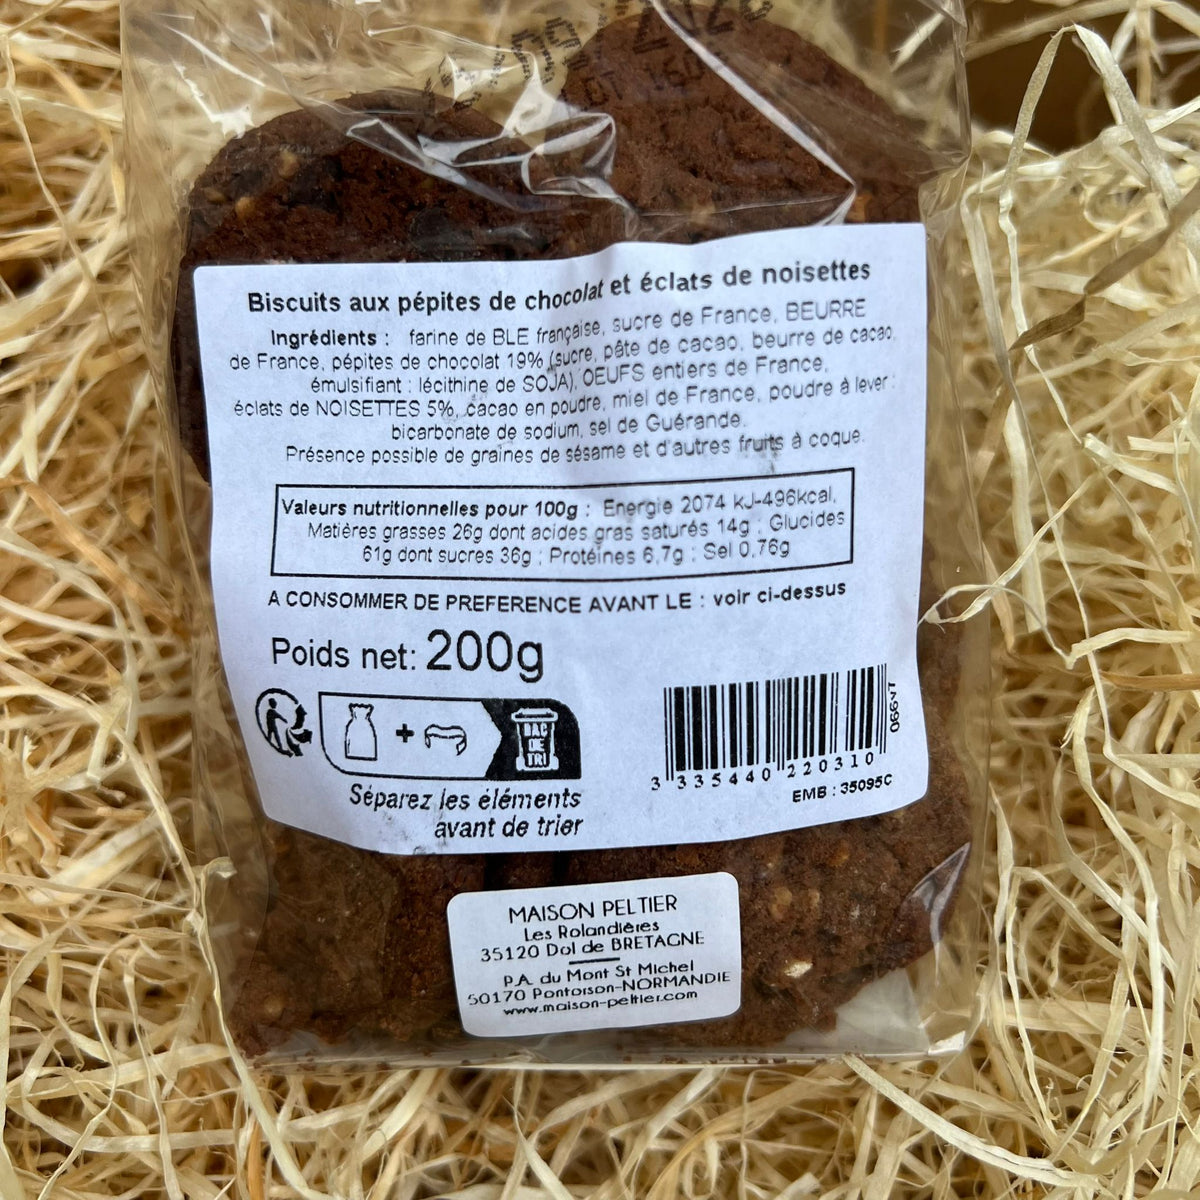 Biscuits aux pépites de chocolat et éclats de noisettes
Ingrédients : farine de BLE française, sucre de France, BEURRE
de France, pépites de chocolat 19% (sucre, pâte de cacao, beurre de cacao,
émulsifiant : lécithine de SOJA), OEUFS entiers de France,
éclats de NOISETTES 5%, cacao en poudre, miel de France, poudre à lever :
bicarbonate de sodium, sel de Guérande.
Présence possible de graines de sésame et d'autres fruits à coque.
Valeurs nutritionnelles pour 100g : Energie 2074 kJ-496kcal,
Matières grasses 26g dont acides gras saturés 14g ; Glucides
61g dont sucres 36g ; Protéines 6,7g ; Sel 0,76g
A CONSOMMER DE PREFERENCE AVANT LE : voir ci-dessus
Poids net: 200g
+
BAC
DE
TRI
Séparez les éléments
avant de trier
066v7
3 335440 220310
EMB : 35095C
MAISON PELTIER
Les Rolandières
35120 Dol de BRETAGNE
P.A. du Mont St Michel
50170 Pontorson-NORMANDIE
www.maison-peltier.com